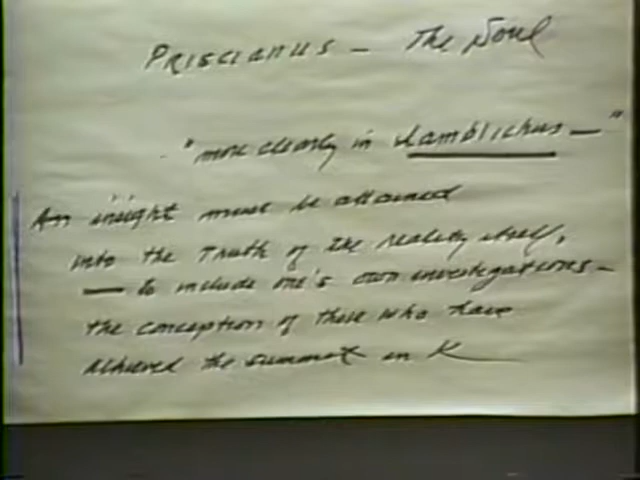 PRISCIANUS — The Soul
"more clearly in Iamblichus —"
An insight must be attained
into the Truth of the reality itself,
— to include one's own investigations —
the conception of those who have
achieved the summit in K